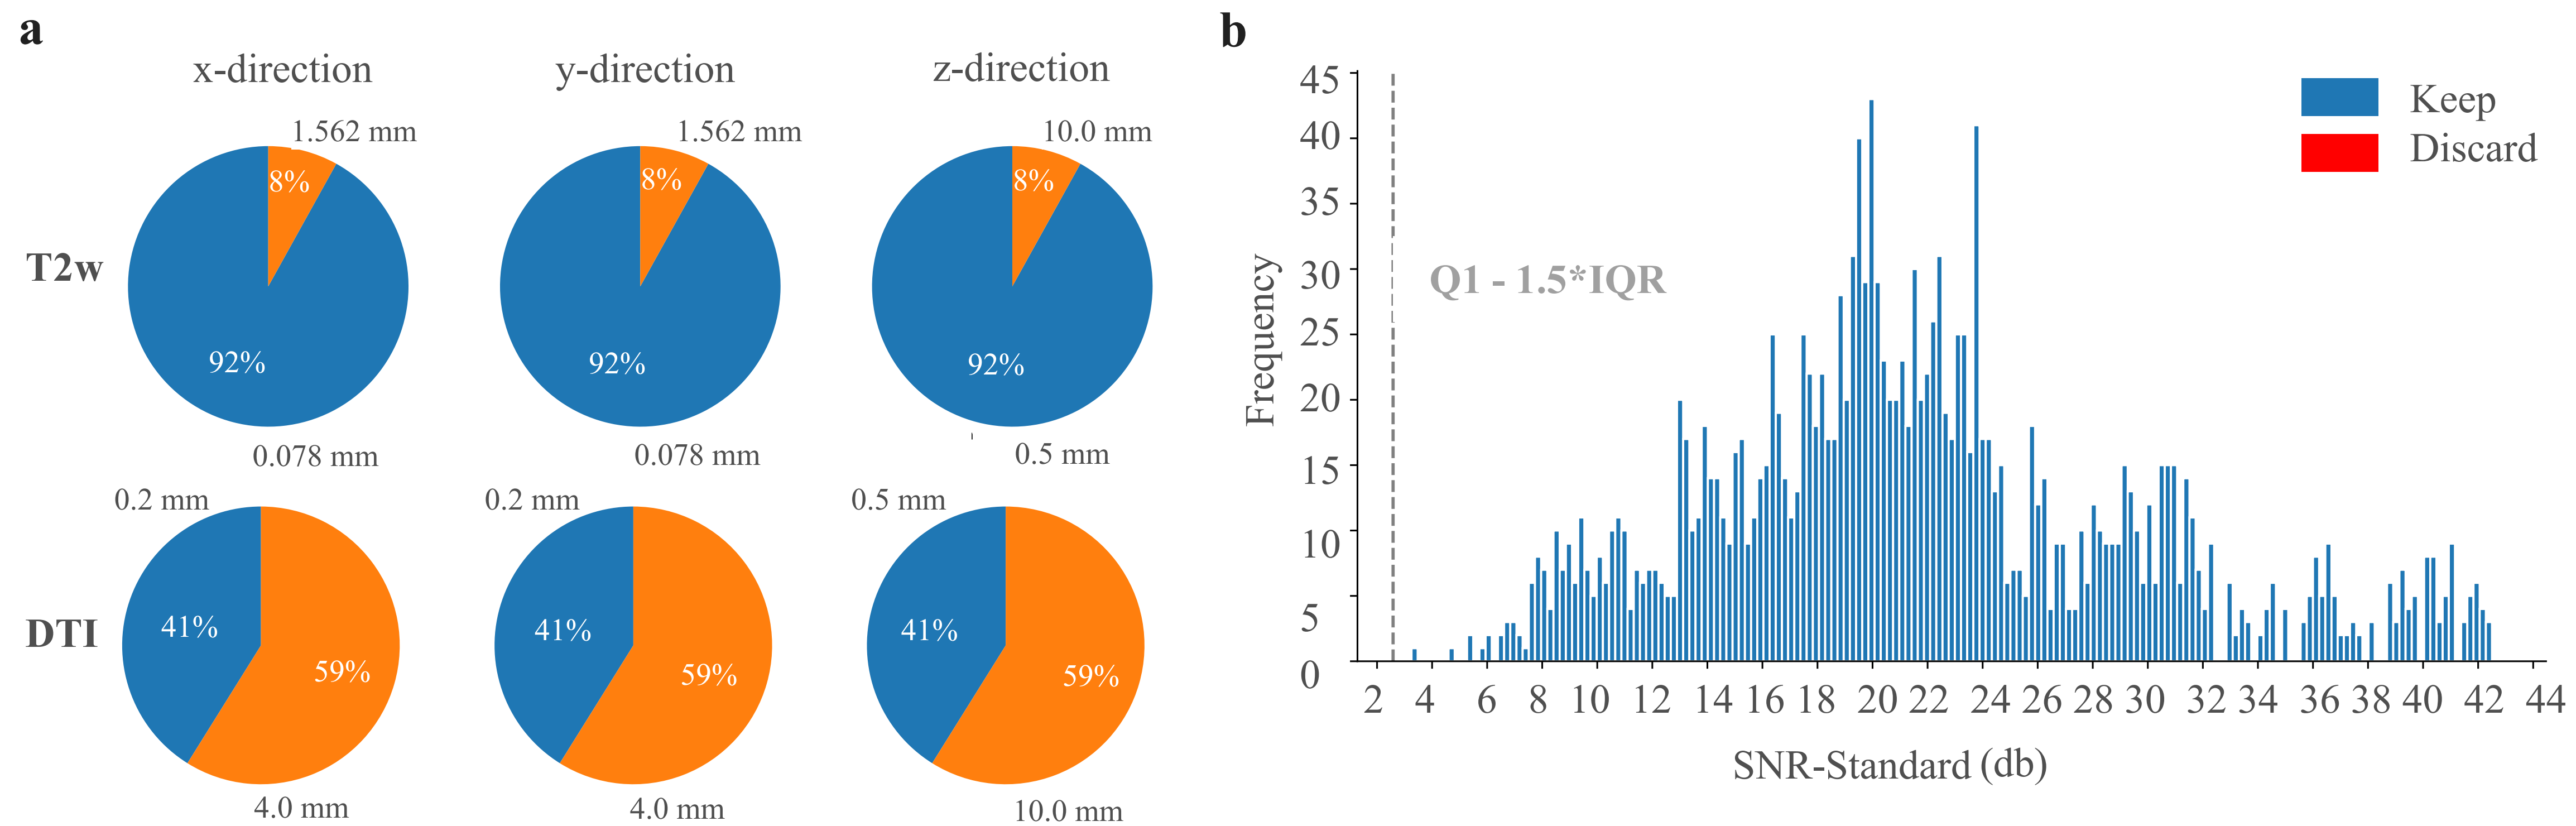 a
x-direction
y-direction
z-direction
1.562 mm
1.562 mm
10.0 mm
8%
8%
8%
T2w
92%
92%
92%
0.078 mm
0.078 mm
0.5 mm
0.2 mm
0.2 mm
0.5 mm
DTI
41%
41%
41%
59%
59%
59%
4.0 mm
4.0 mm
10.0 mm
b
45
40
35
30
25
20
15
10
5
0
Frequency
Q1 - 1.5*IQR
Keep
Discard
2 4 6 8 10 12 14 16 18 20 22 24 26 28 30 32 34 36 38 40 42 44
SNR-Standard (db)